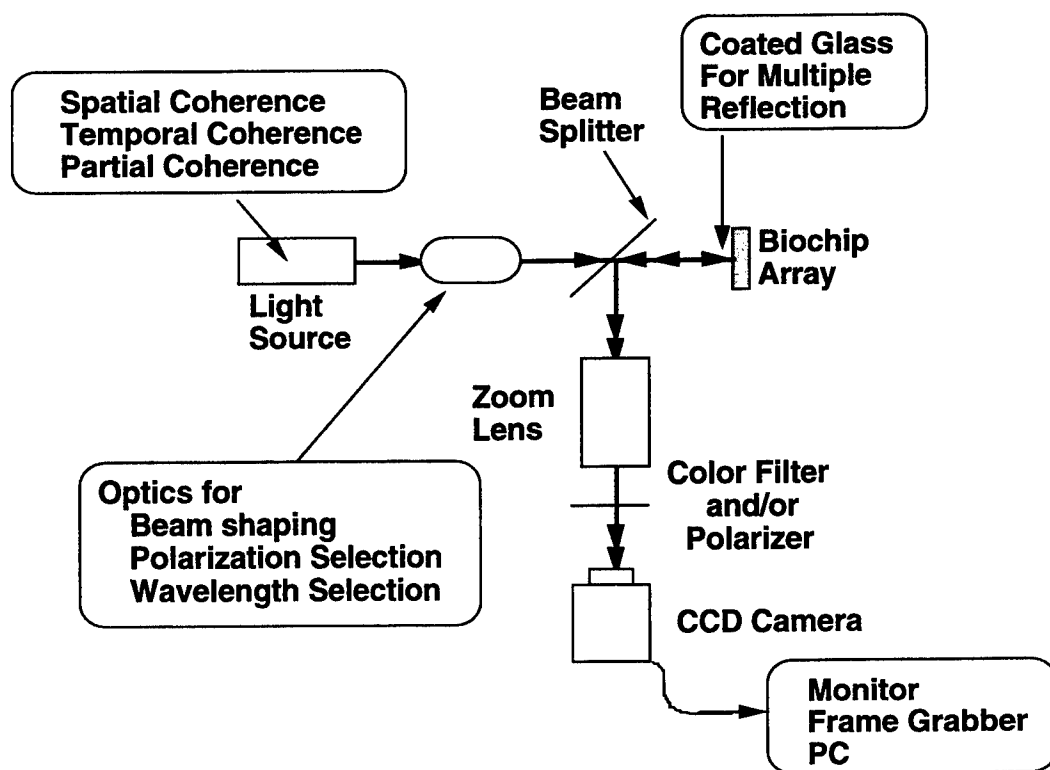 Coated Glass
For Multiple
Reflection
Spatial Coherence
Temporal Coherence
Partial Coherence
Beam
Splitter
Biochip
Array
Light
Source
Zoom
Lens
Color Filter
and/or
Polarizer
Optics for
Beam shaping
Polarization Selection
Wavelength Selection
CCD Camera
Monitor
Frame Grabber
PC